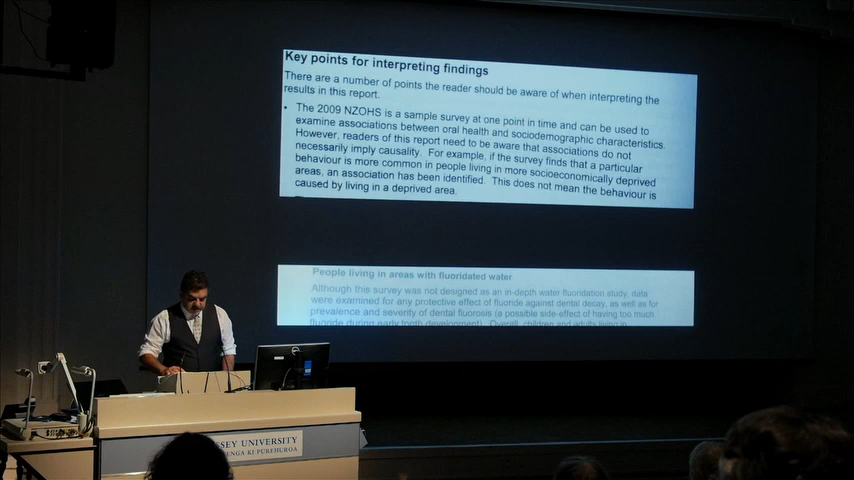 Key points for interpreting findings
There are a number of points the reader should be aware of when interpreting the
results in this report.
• The 2009 NZOHS is a sample survey at one point in time and can be used to
examine associations between oral health and sociodemographic characteristics.
However, readers of this report need to be aware that associations do not
necessarily imply causality. For example, if the survey finds that a particular
behaviour is more common in people living in more socioeconomically deprived
areas, an association has been identified. This does not mean the behaviour is
caused by living in a deprived area.
People living in areas with fluoridated water
Although this survey was not designed as an in-depth water fluoridation study, data
were examined for any protective effect of fluoride against dental decay, as well as for
prevalence and severity of dental fluorosis (a possible side-effect of having too much
fluoride during early tooth development). Overall, children and adults living in
SSEY UNIVERSITY
ENGA KI PUREHUROA